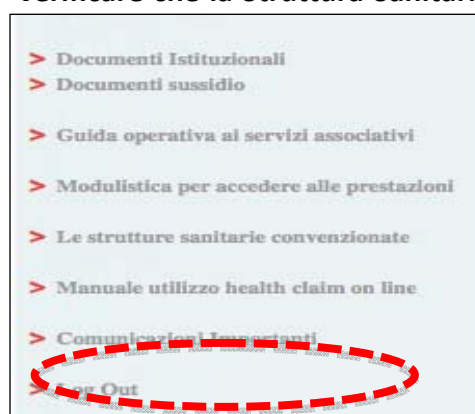 > Documenti Istituzionali
> Documenti sussidio
> Guida operativa ai servizi associativi
> Modulistica per accedere alle prestazioni
> Le strutture sanitarie convenzionate
> Manuale utilizzo health claim on line
> Comunicazioni Importanti
> Log Out